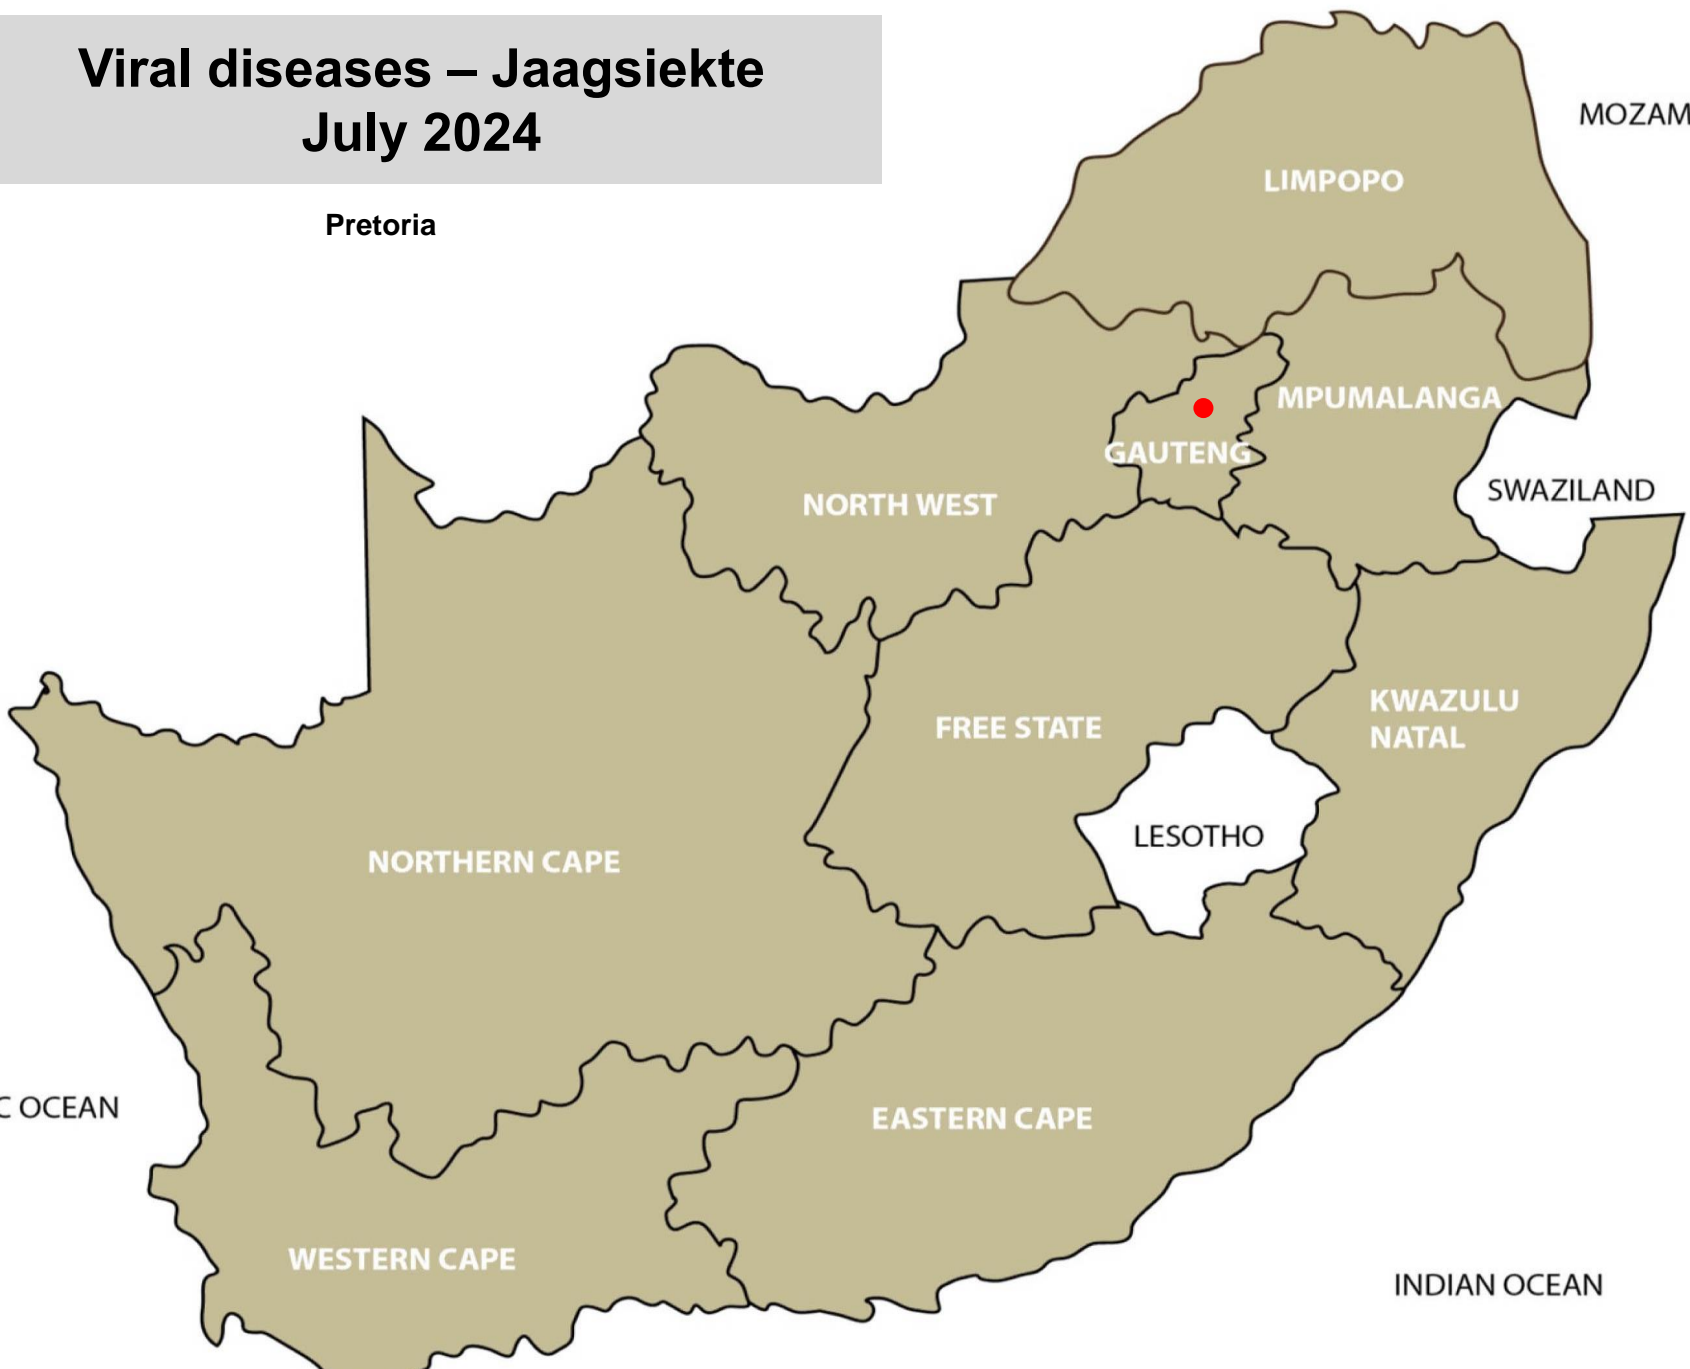 Viral diseases – Jaagsiekte
July 2024
Pretoria
MOZAM
LIMPOPO
MPUMALANGA
GAUTENG
SWAZILAND
NORTH WEST
KWAZULU
NATAL
FREE STATE
LESOTHO
NORTHERN CAPE
C OCEAN
EASTERN CAPE
WESTERN CAPE
INDIAN OCEAN